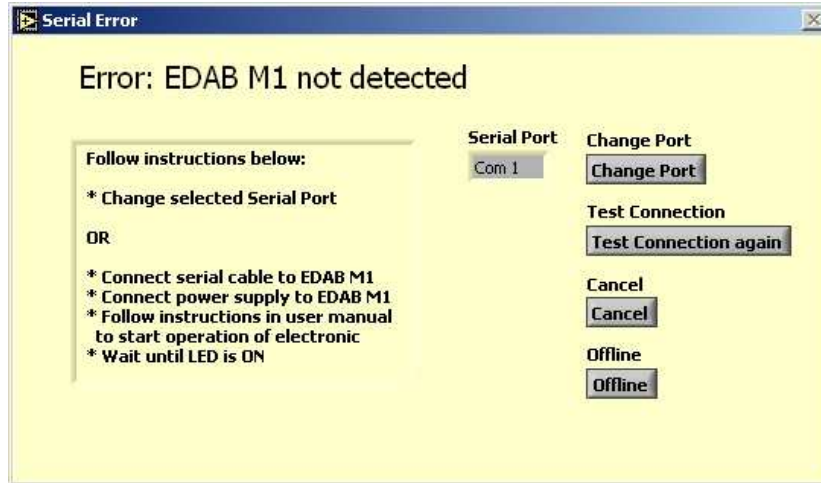 Serial Error
Error: EDAB M1 not detected
Follow instructions below:
* Change selected Serial Port
OR
* Connect serial cable to EDAB M1
* Connect power supply to EDAB M1
* Follow instructions in user manual
to start operation of electronic
* Wait until LED is ON
Serial Port
Com 1
Change Port
Change Port
Test Connection
Test Connection again
Cancel
Cancel
Offline
Offline